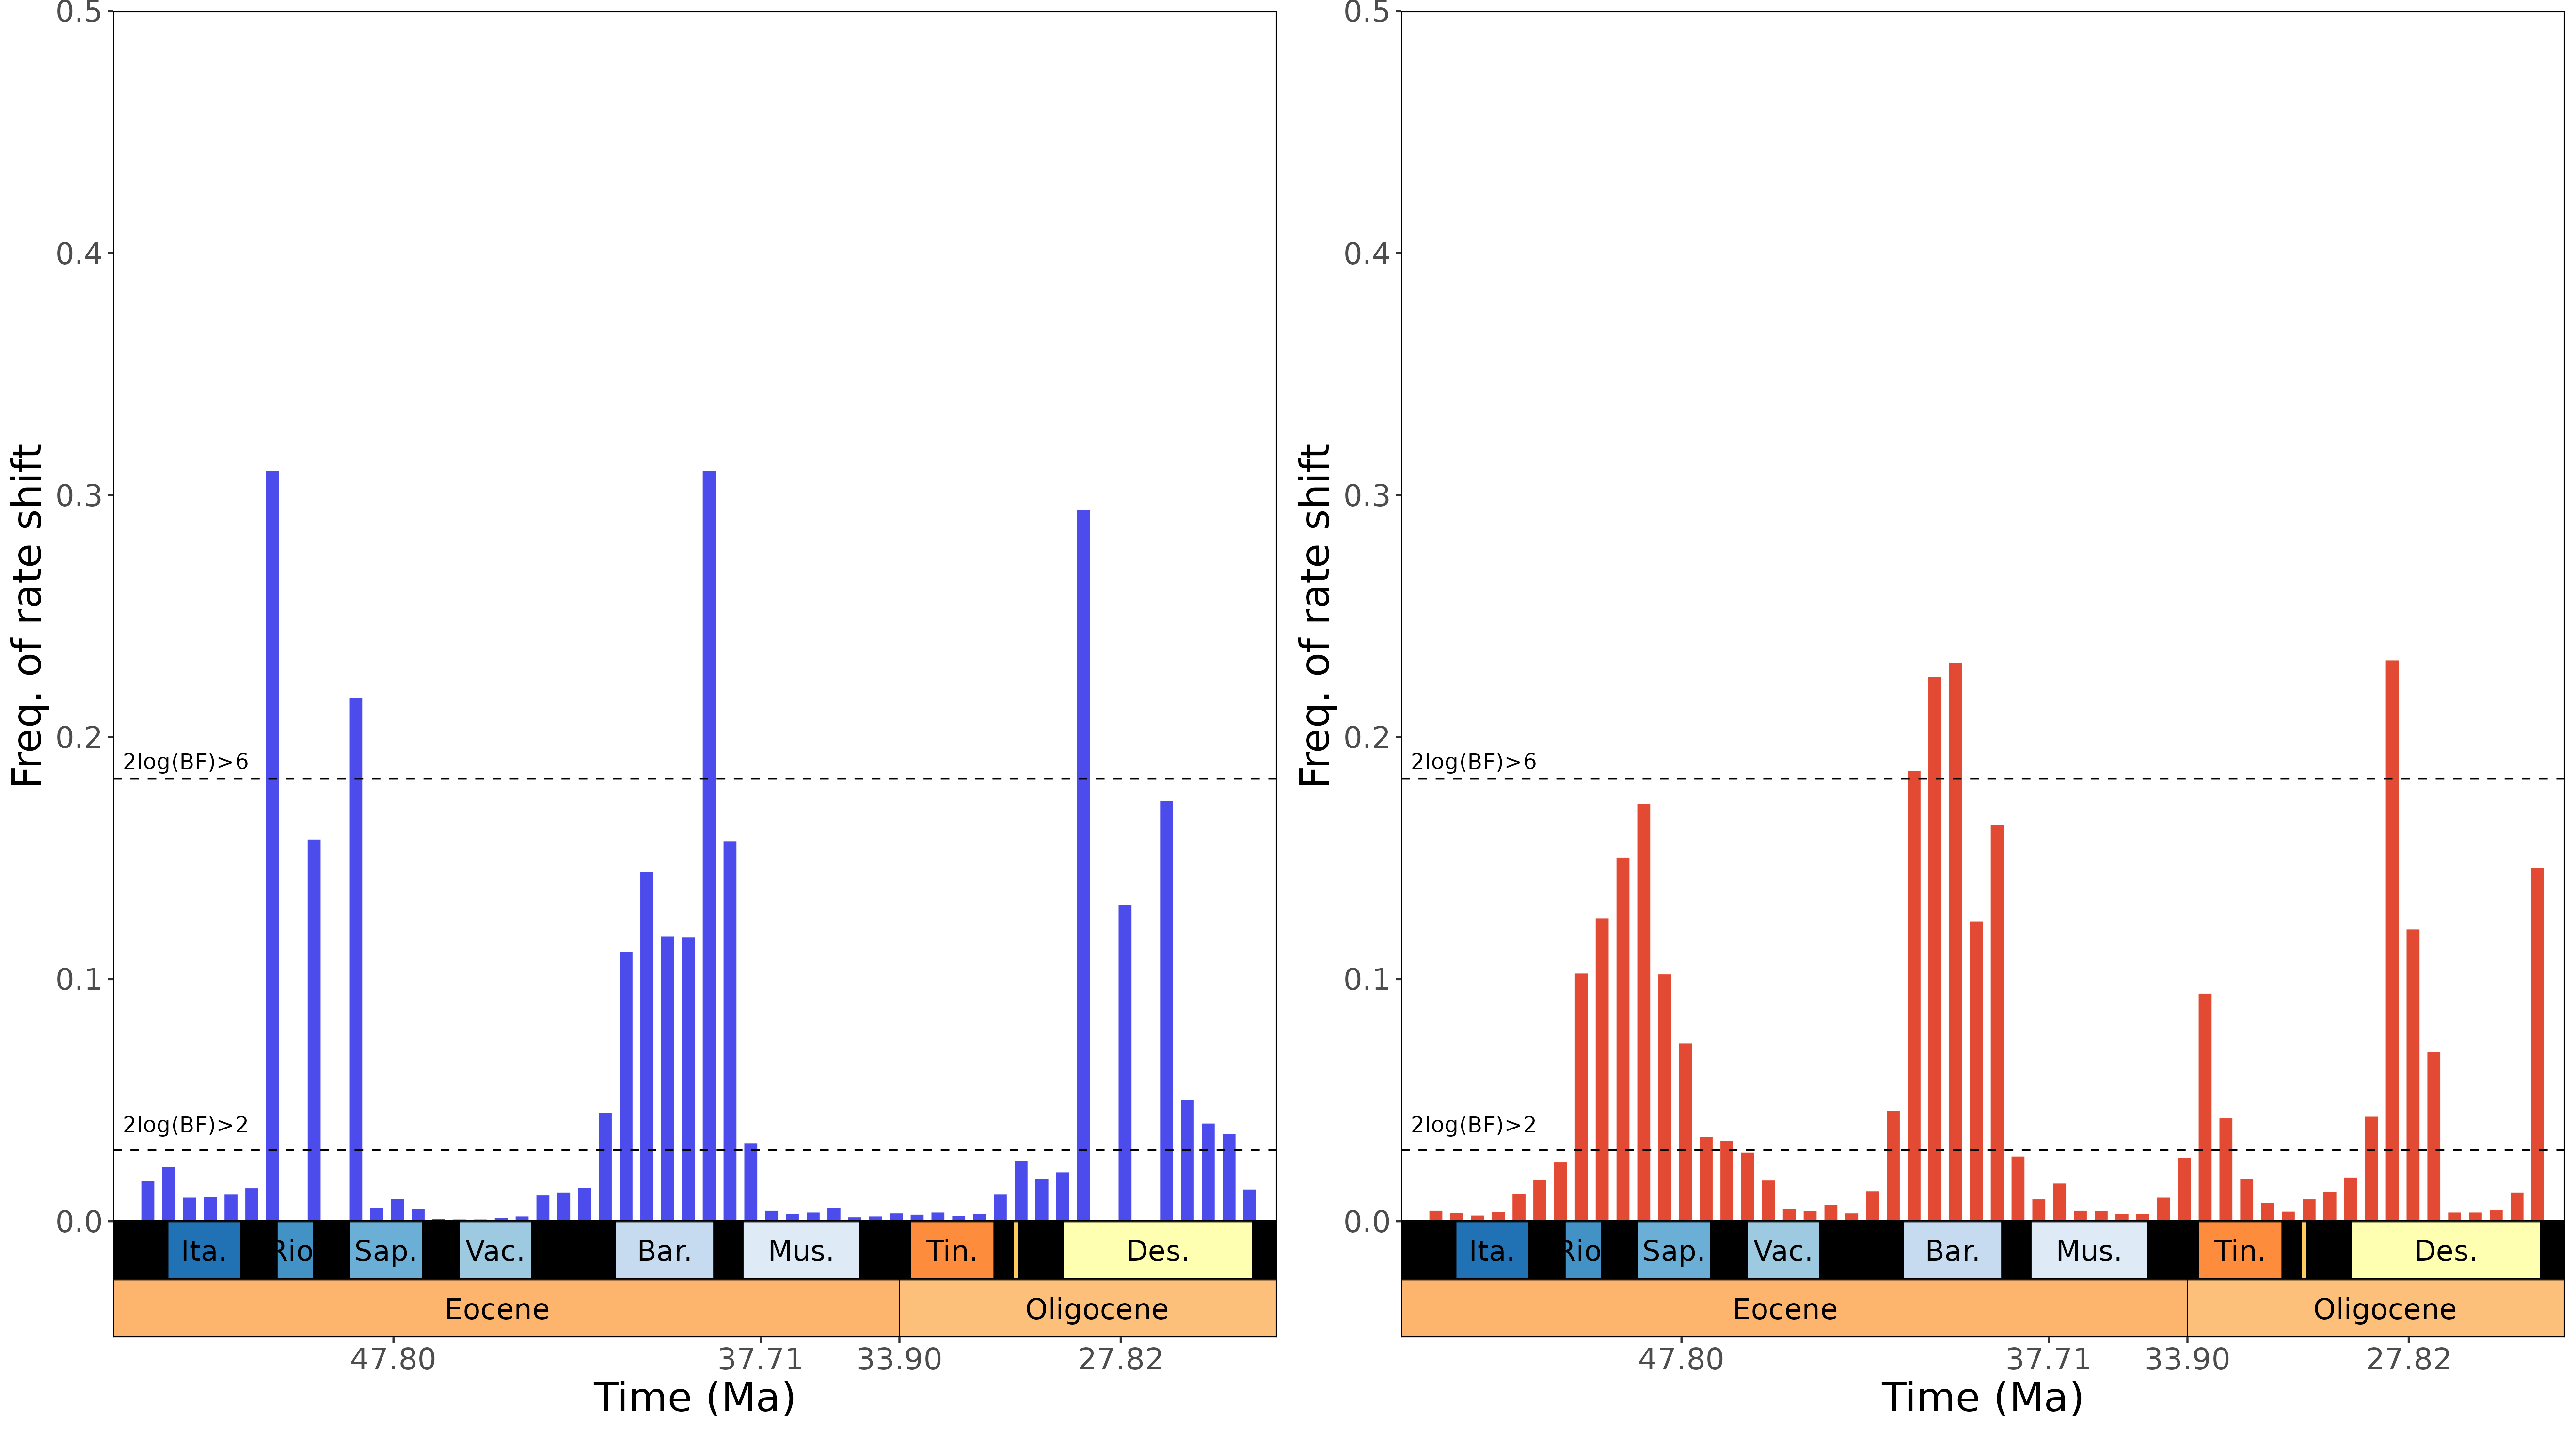 0.5
0.4
0.3
0.2
0.1
0.0
Freq. of rate shift
2log(BF)>6
2log(BF)>2
Ita. Rio Sap. Vac. Bar. Mus. Tin. Des.
Eocene Oligocene
47.80 37.71 33.90 27.82
Time (Ma)
0.5
0.4
0.3
0.2
0.1
0.0
Freq. of rate shift
2log(BF)>6
2log(BF)>2
Ita. Rio Sap. Vac. Bar. Mus. Tin. Des.
Eocene Oligocene
47.80 37.71 33.90 27.82
Time (Ma)